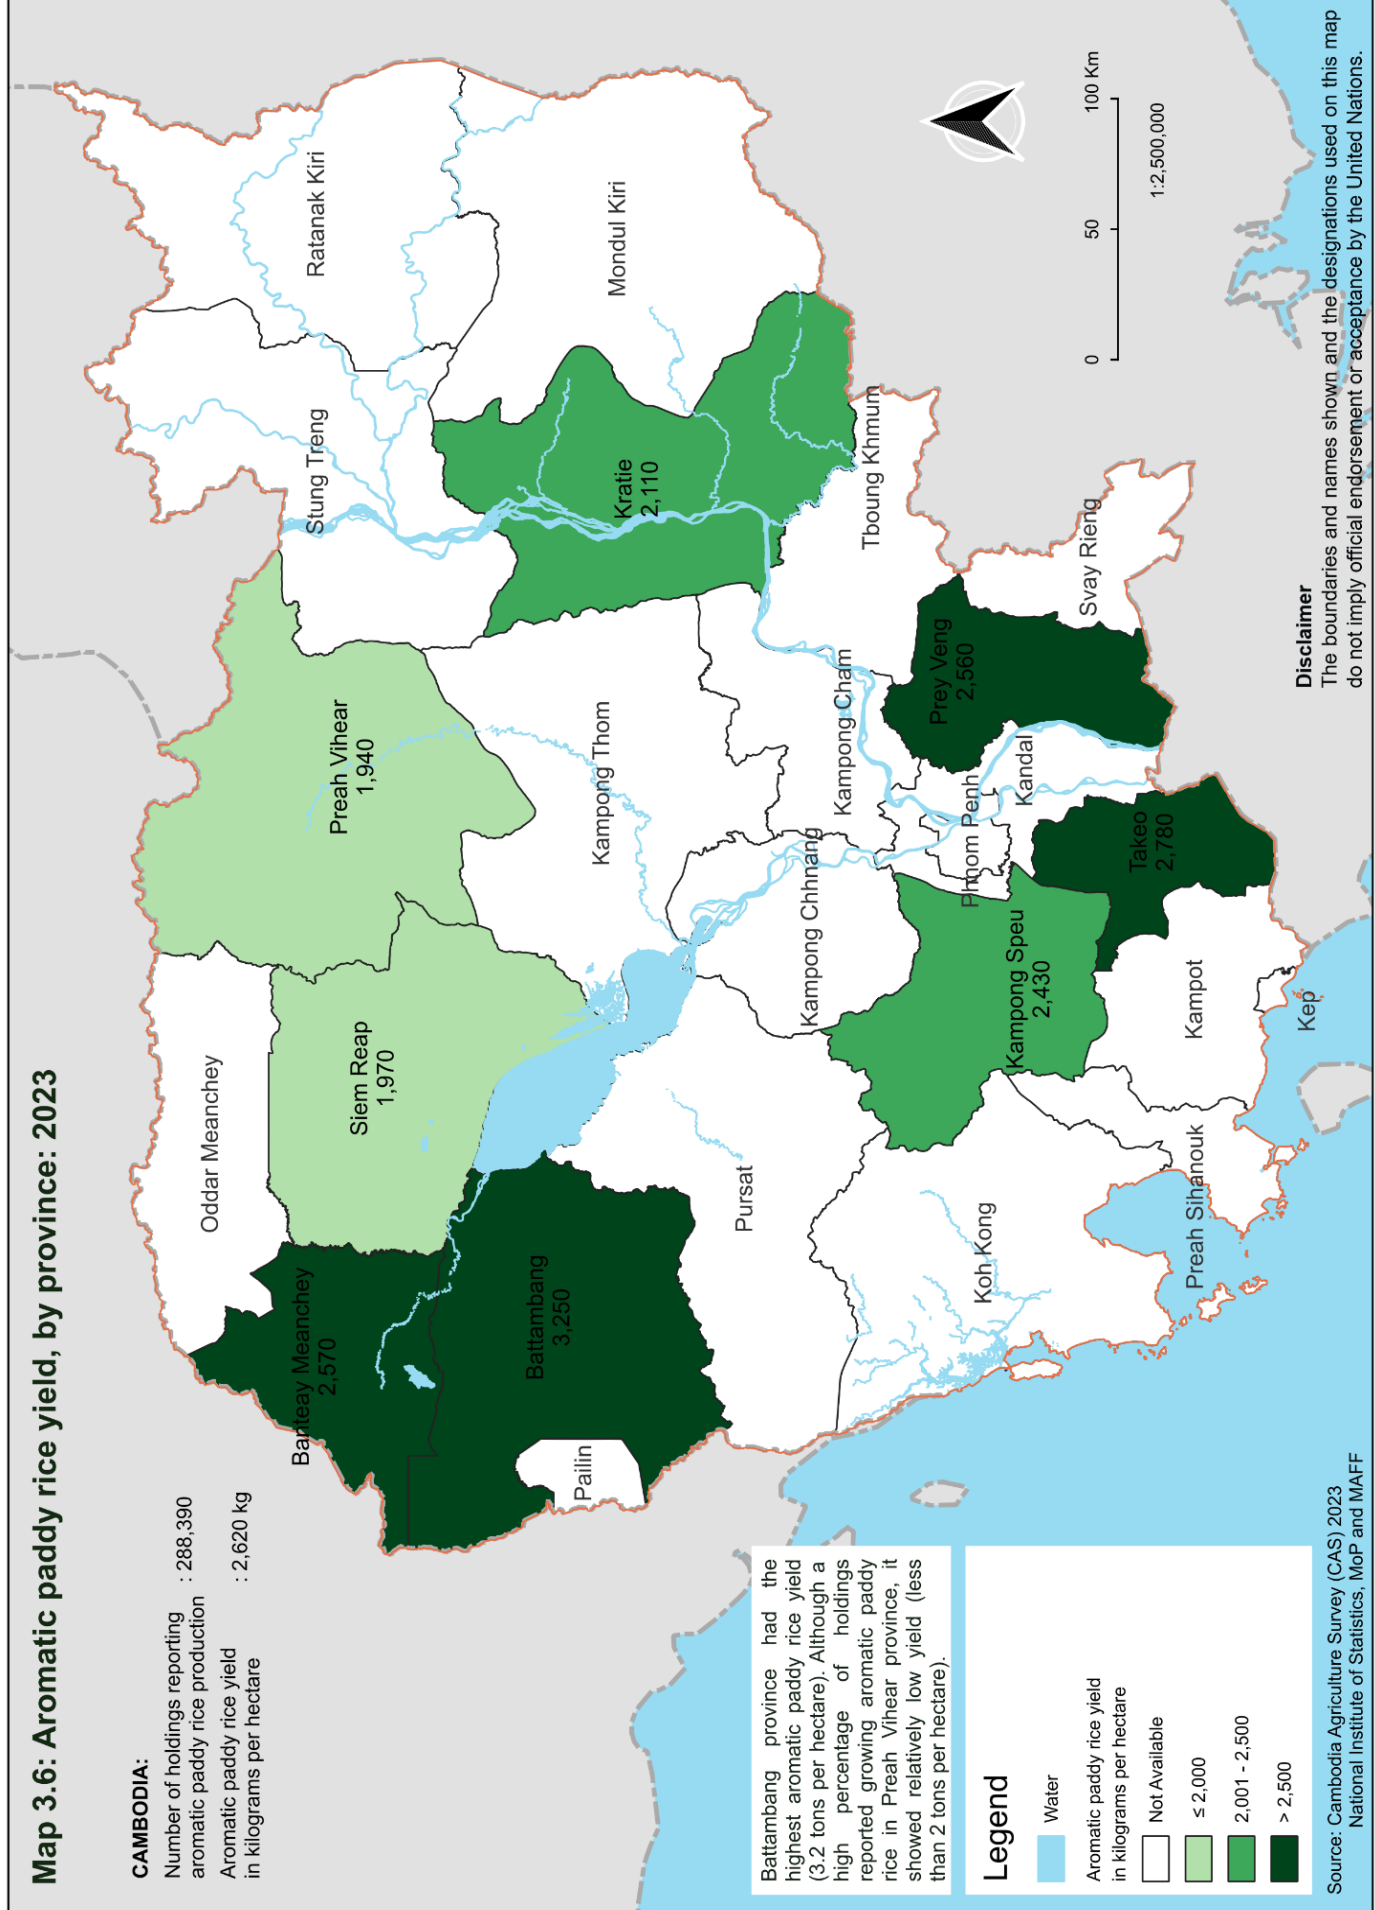 Map 3.6: Aromatic paddy rice yield, by province: 2023
CAMBODIA:
Number of holdings reporting
aromatic paddy rice production : 288,390
Aromatic paddy rice yield
in kilograms per hectare : 2,620 kg
Oddar Meanchey
Banteay Meanchey
2,570
Siem Reap
1,970
Preah Vihear
1,940
Stung Treng
Ratanak Kiri
Battambang
3,250
Pailin
Kampong Thom
Kratie
2,110
Mondul Kiri
Pursat
Kampong Chhnang
Kampong Cham
Tboung Khmum
Koh Kong
Kampong Speu
2,430
Phnom Penh
Kandal
Prey Veng
2,560
Svay Rieng
Takeo
2,780
Kampot
Preah Sihanouk
Kep
Battambang province had the
highest aromatic paddy rice yield
(3.2 tons per hectare). Although a
high percentage of holdings
reported growing aromatic paddy
rice in Preah Vihear province, it
showed relatively low yield (less
than 2 tons per hectare).
Legend
Water
Aromatic paddy rice yield
in kilograms per hectare
Not Available
≤ 2,000
2,001 - 2,500
> 2,500
0 50 100 Km
1:2,500,000
Source: Cambodia Agriculture Survey (CAS) 2023
National Institute of Statistics, MoP and MAFF
Disclaimer
The boundaries and names shown and the designations used on this map
do not imply official endorsement or acceptance by the United Nations.